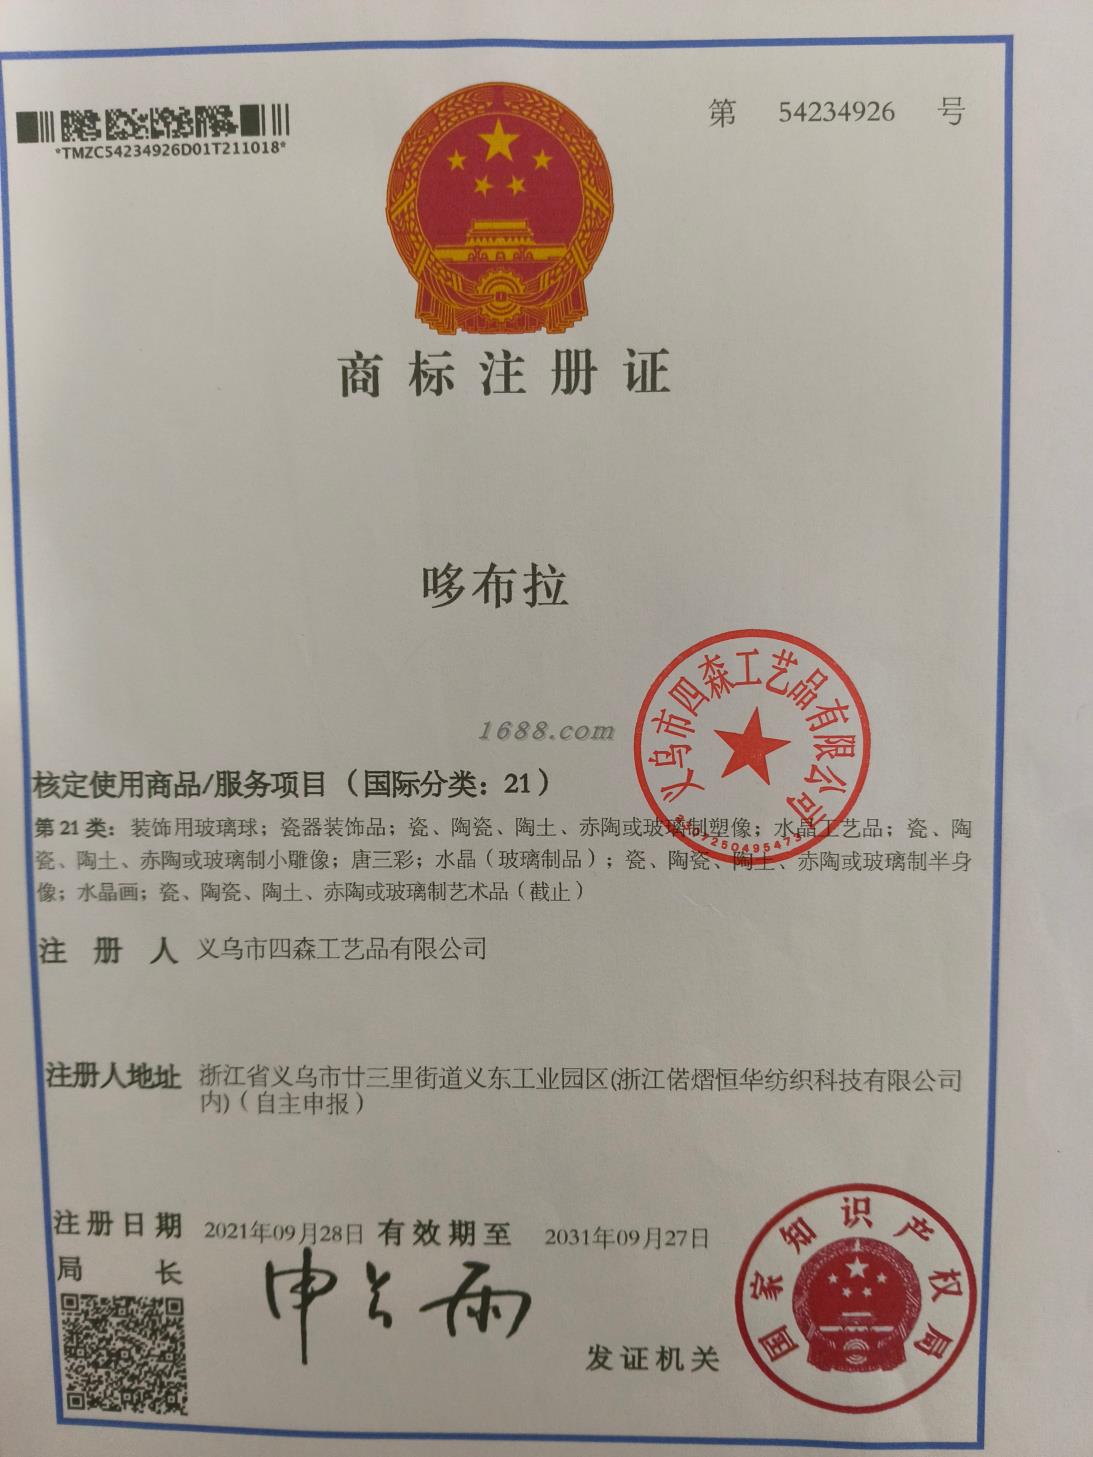 第 54234926 号
*TMZC54234926D01T211018*
商标注册证
哆布拉
1688.com
义乌市四森工艺品有限公司
核定使用商品/服务项目（国际分类：21）
第 21 类：装饰用玻璃球；瓷器装饰品；瓷、陶瓷、陶土、赤陶或玻璃制塑像；水晶工艺品；瓷、陶
瓷、陶土、赤陶或玻璃制小雕像；唐三彩；水晶（玻璃制品）；瓷、陶瓷、陶土、赤陶或玻璃制半身
像；水晶画；瓷、陶瓷、陶土、赤陶或玻璃制艺术品（截止）
注 册 人 义乌市四森工艺品有限公司
注册人地址 浙江省义乌市廿三里街道义东工业园区(浙江偌熠恒华纺织科技有限公司
内)（自主申报）
注册日期 2021年09月28日 有效期至 2031年09月27日
局 长 申长雨
发证机关
国家知识产权局